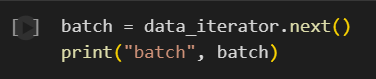 batch = data_iterator.next()
print("batch", batch)